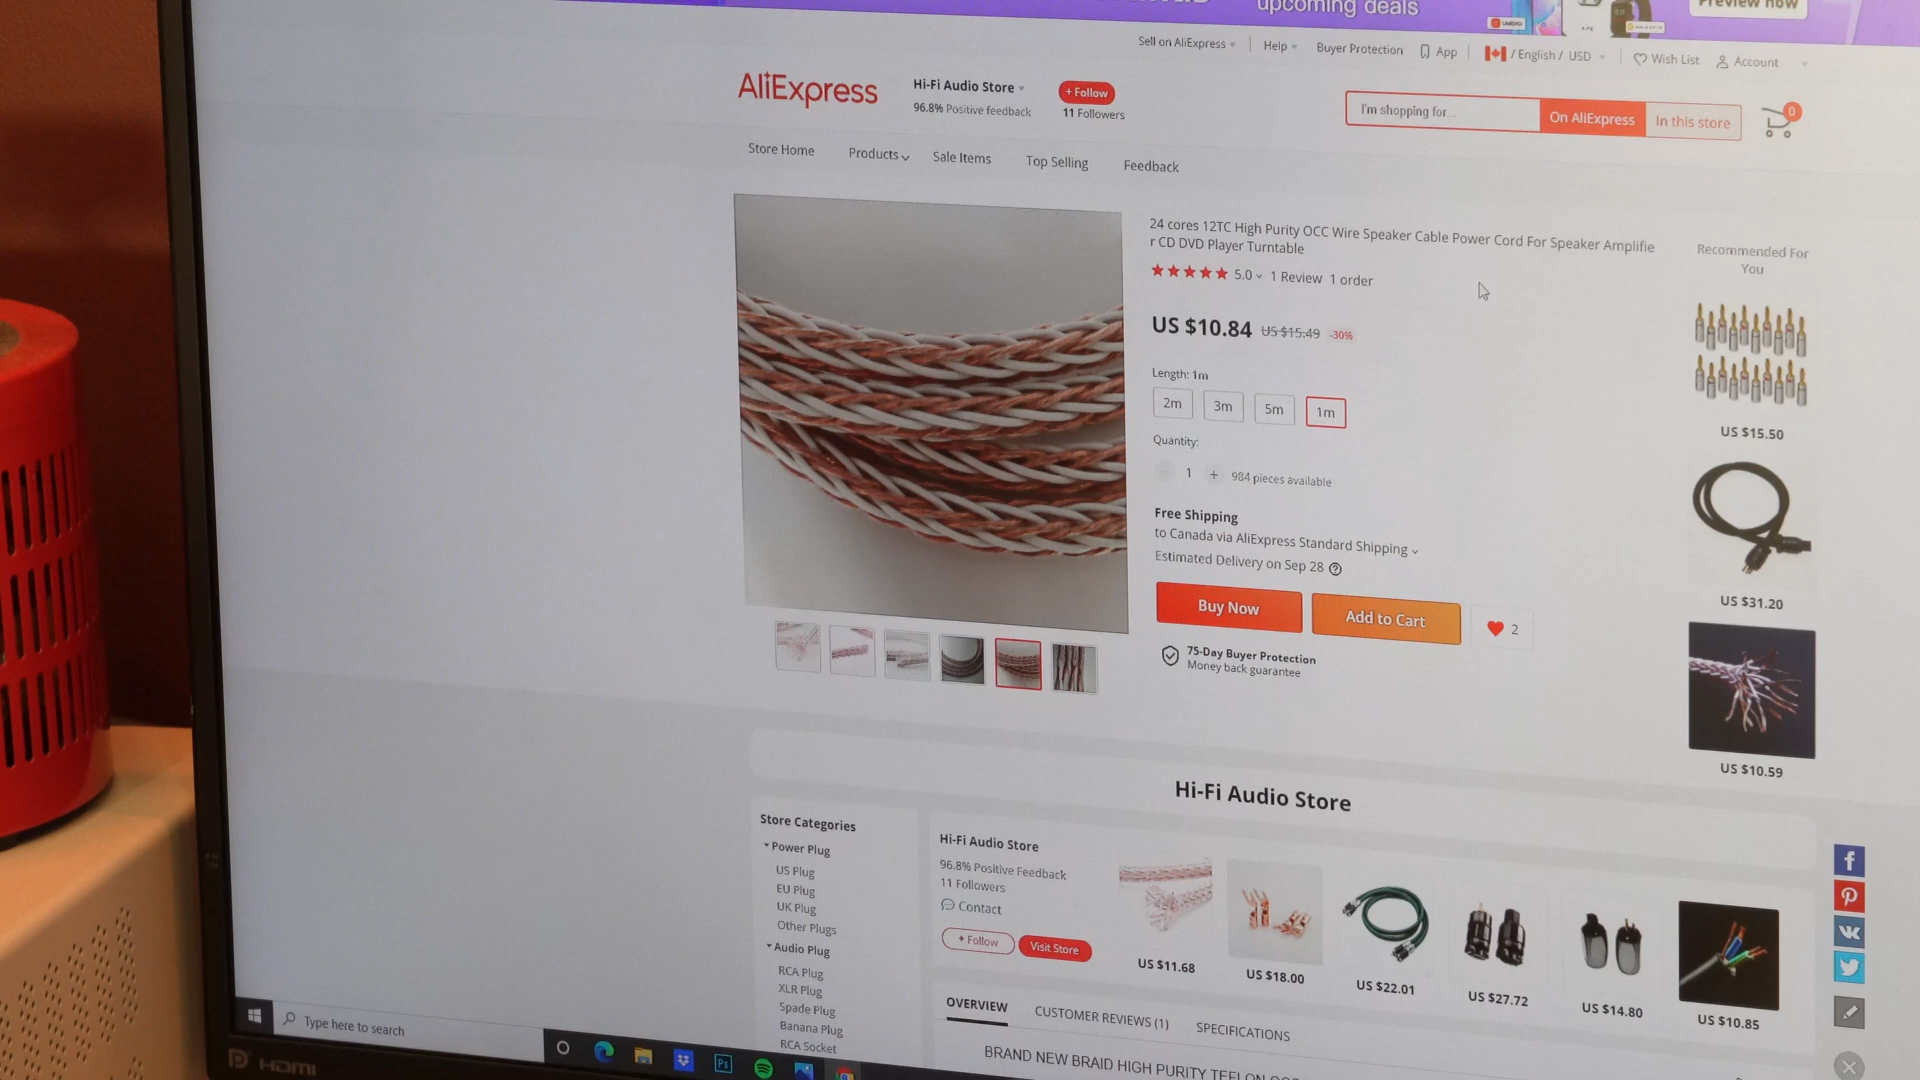 upcoming deals
Preview now
Sell on AliExpress
Help
Buyer Protection
App
/ English / USD
Wish List
Account
AliExpress
Hi-Fi Audio Store
96.8% Positive feedback
+ Follow
11 Followers
I'm shopping for...
On AliExpress
In this store
0
Store Home
Products
Sale Items
Top Selling
Feedback
24 cores 12TC High Purity OCC Wire Speaker Cable Power Cord For Speaker Amplifie
r CD DVD Player Turntable
5.0
1 Review
1 order
US $10.84
US $15.49
-30%
Length: 1m
2m
3m
5m
1m
Quantity:
1
+
984 pieces available
Free Shipping
to Canada via AliExpress Standard Shipping
Estimated Delivery on Sep 28
Buy Now
Add to Cart
2
75-Day Buyer Protection
Money back guarantee
Recommended For
You
US $15.50
US $31.20
US $10.59
Hi-Fi Audio Store
Store Categories
Power Plug
US Plug
EU Plug
UK Plug
Other Plugs
Audio Plug
RCA Plug
XLR Plug
Spade Plug
Banana Plug
RCA Socket
Hi-Fi Audio Store
96.8% Positive Feedback
11 Followers
Contact
+ Follow
Visit Store
US $11.68
US $18.00
US $22.01
US $27.72
US $14.80
US $10.85
OVERVIEW
CUSTOMER REVIEWS (1)
SPECIFICATIONS
BRAND NEW BRAID HIGH PURITY TEFLON
Type here to search
Ps
HDMI